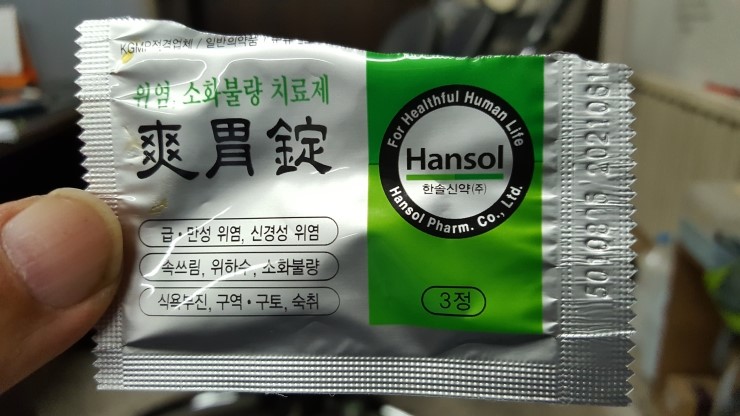 KGMP적격업체 / 일반의약품
위염, 소화불량 치료제
爽胃錠
급·만성 위염, 신경성 위염
속쓰림, 위하수, 소화불량
식욕부진, 구역·구토, 숙취
For Healthful Human Life
Hansol
한솔신약(주)
Hansol Pharm. Co., Ltd.
3정